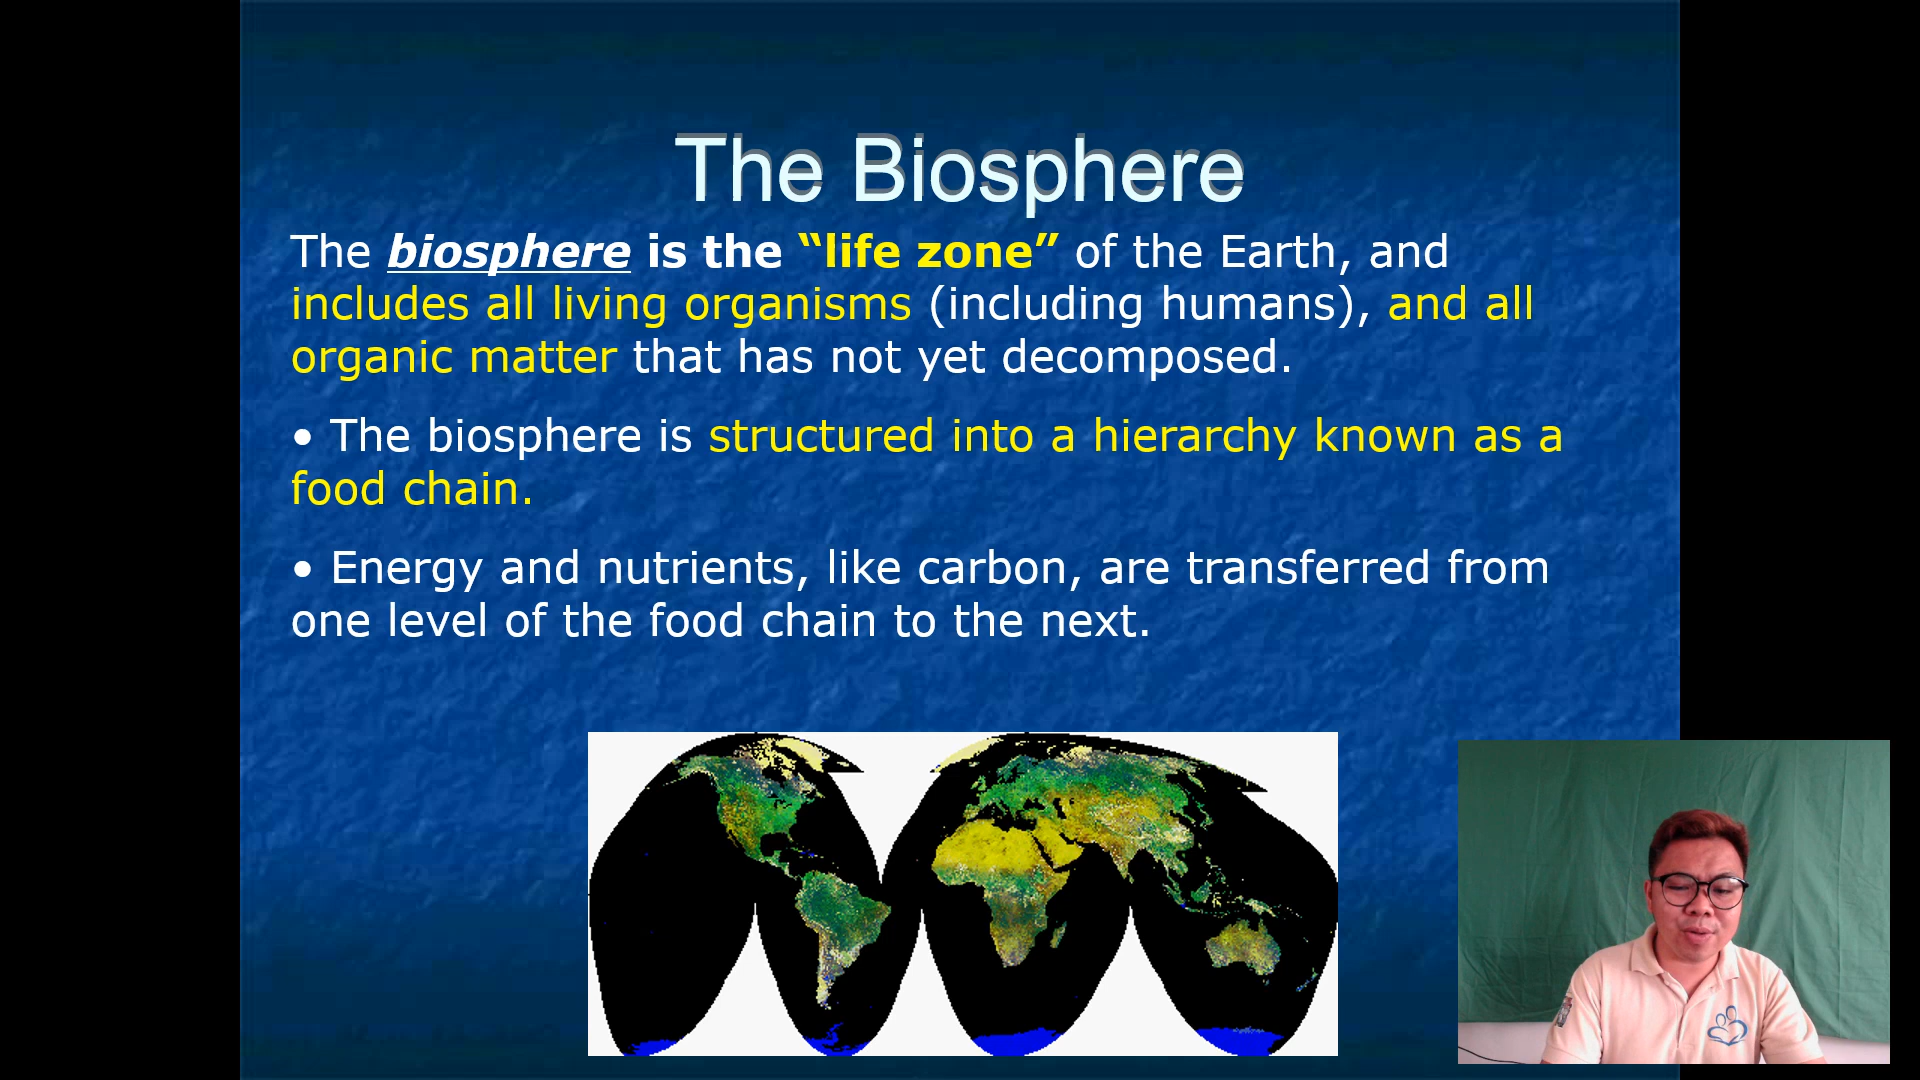 The Biosphere
The biosphere is the “life zone” of the Earth, and
includes all living organisms (including humans), and all
organic matter that has not yet decomposed.
• The biosphere is structured into a hierarchy known as a
food chain.
• Energy and nutrients, like carbon, are transferred from
one level of the food chain to the next.